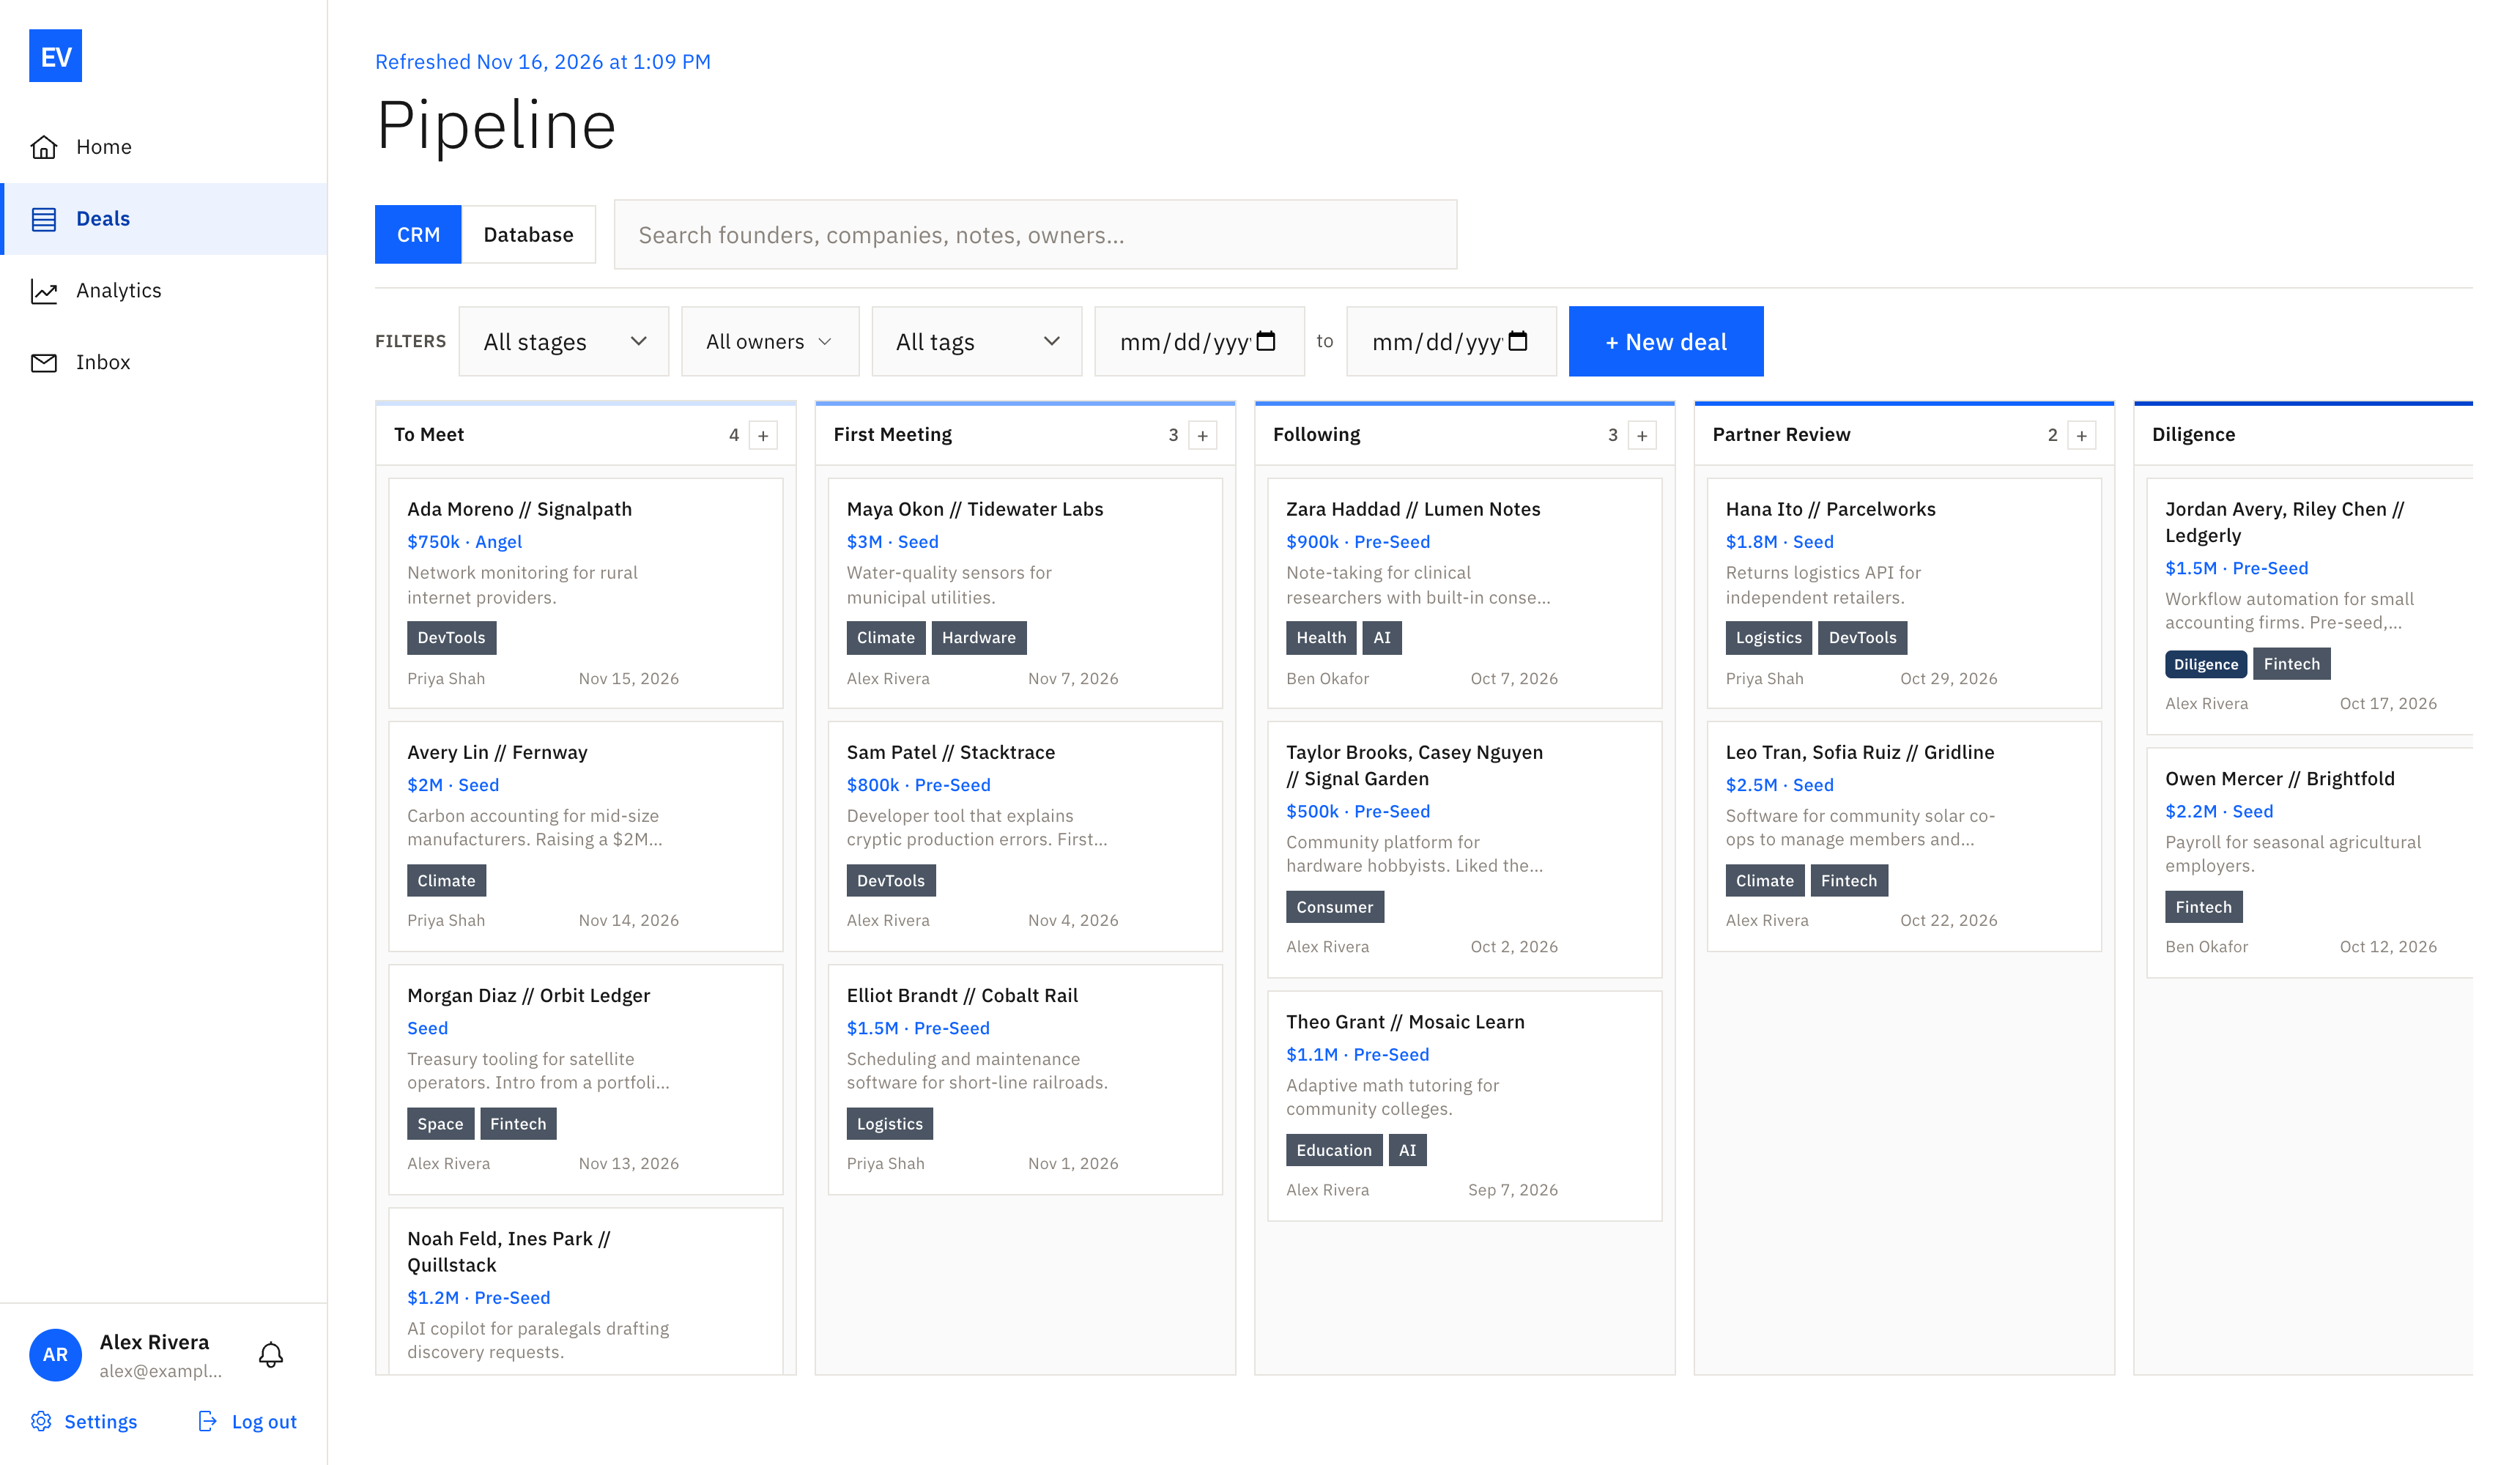 EV
Home
Deals
Analytics
Inbox
AR
Alex Rivera
alex@exampl...
Settings
Log out
Refreshed Nov 16, 2026 at 1:09 PM
Pipeline
CRM
Database
Search founders, companies, notes, owners...
FILTERS
All stages
All owners
All tags
mm/dd/yyy
to
mm/dd/yyy
+ New deal
To Meet
4
+
Ada Moreno // Signalpath
$750k · Angel
Network monitoring for rural
internet providers.
DevTools
Priya Shah
Nov 15, 2026
Avery Lin // Fernway
$2M · Seed
Carbon accounting for mid-size
manufacturers. Raising a $2M...
Climate
Priya Shah
Nov 14, 2026
Morgan Diaz // Orbit Ledger
Seed
Treasury tooling for satellite
operators. Intro from a portfoli...
Space
Fintech
Alex Rivera
Nov 13, 2026
Noah Feld, Ines Park //
Quillstack
$1.2M · Pre-Seed
AI copilot for paralegals drafting
discovery requests.
First Meeting
3
+
Maya Okon // Tidewater Labs
$3M · Seed
Water-quality sensors for
municipal utilities.
Climate
Hardware
Alex Rivera
Nov 7, 2026
Sam Patel // Stacktrace
$800k · Pre-Seed
Developer tool that explains
cryptic production errors. First...
DevTools
Alex Rivera
Nov 4, 2026
Elliot Brandt // Cobalt Rail
$1.5M · Pre-Seed
Scheduling and maintenance
software for short-line railroads.
Logistics
Priya Shah
Nov 1, 2026
Following
3
+
Zara Haddad // Lumen Notes
$900k · Pre-Seed
Note-taking for clinical
researchers with built-in conse...
Health
AI
Ben Okafor
Oct 7, 2026
Taylor Brooks, Casey Nguyen
// Signal Garden
$500k · Pre-Seed
Community platform for
hardware hobbyists. Liked the...
Consumer
Alex Rivera
Oct 2, 2026
Theo Grant // Mosaic Learn
$1.1M · Pre-Seed
Adaptive math tutoring for
community colleges.
Education
AI
Alex Rivera
Sep 7, 2026
Partner Review
2
+
Hana Ito // Parcelworks
$1.8M · Seed
Returns logistics API for
independent retailers.
Logistics
DevTools
Priya Shah
Oct 29, 2026
Leo Tran, Sofia Ruiz // Gridline
$2.5M · Seed
Software for community solar co-
ops to manage members and...
Climate
Fintech
Alex Rivera
Oct 22, 2026
Diligence
Jordan Avery, Riley Chen //
Ledgerly
$1.5M · Pre-Seed
Workflow automation for small
accounting firms. Pre-seed,...
Diligence
Fintech
Alex Rivera
Oct 17, 2026
Owen Mercer // Brightfold
$2.2M · Seed
Payroll for seasonal agricultural
employers.
Fintech
Ben Okafor
Oct 12, 2026